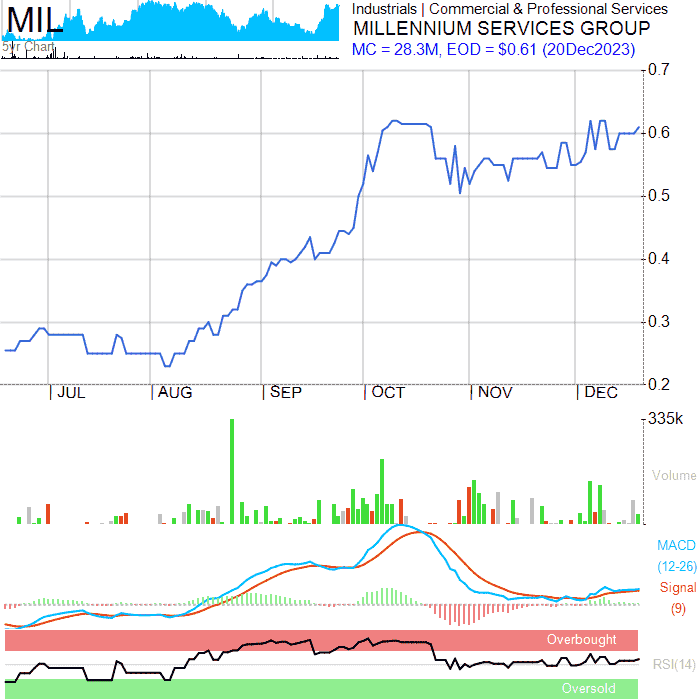 MIL
5yr Chart
Industrials | Commercial & Professional Services
MILLENNIUM SERVICES GROUP
MC = 28.3M, EOD = $0.61 (20Dec2023)
0.7
0.6
0.5
0.4
0.3
0.2
JUL
AUG
SEP
OCT
NOV
DEC
335k
Volume
MACD
(12-26)
Signal
(9)
Overbought
RSI(14)
Oversold